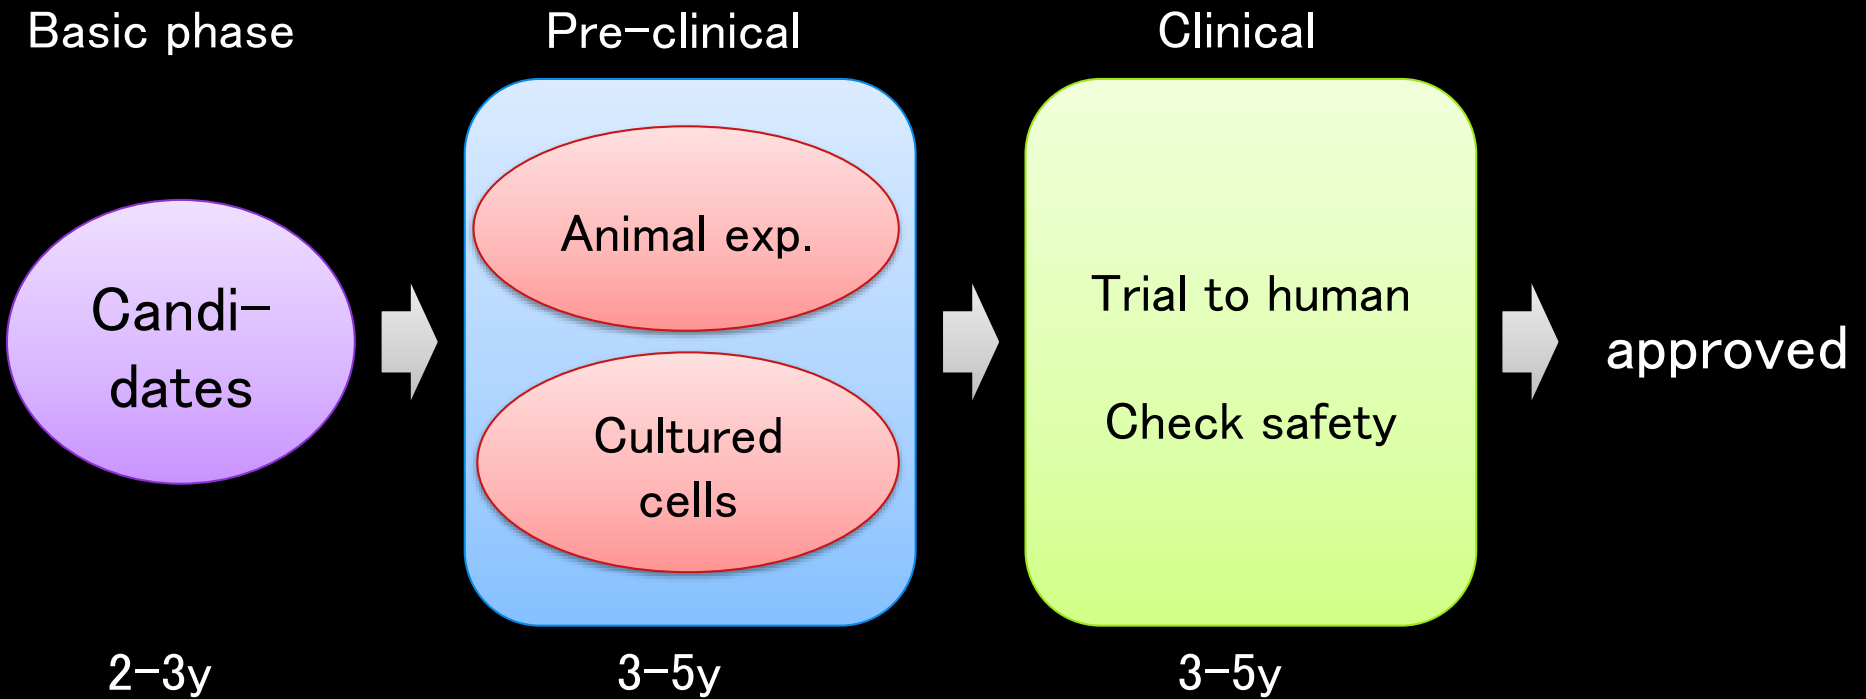 Basic phase
Pre-clinical
Clinical
Candi-
dates
Animal exp.
Cultured
cells
Trial to human
Check safety
approved
2-3y
3-5y
3-5y